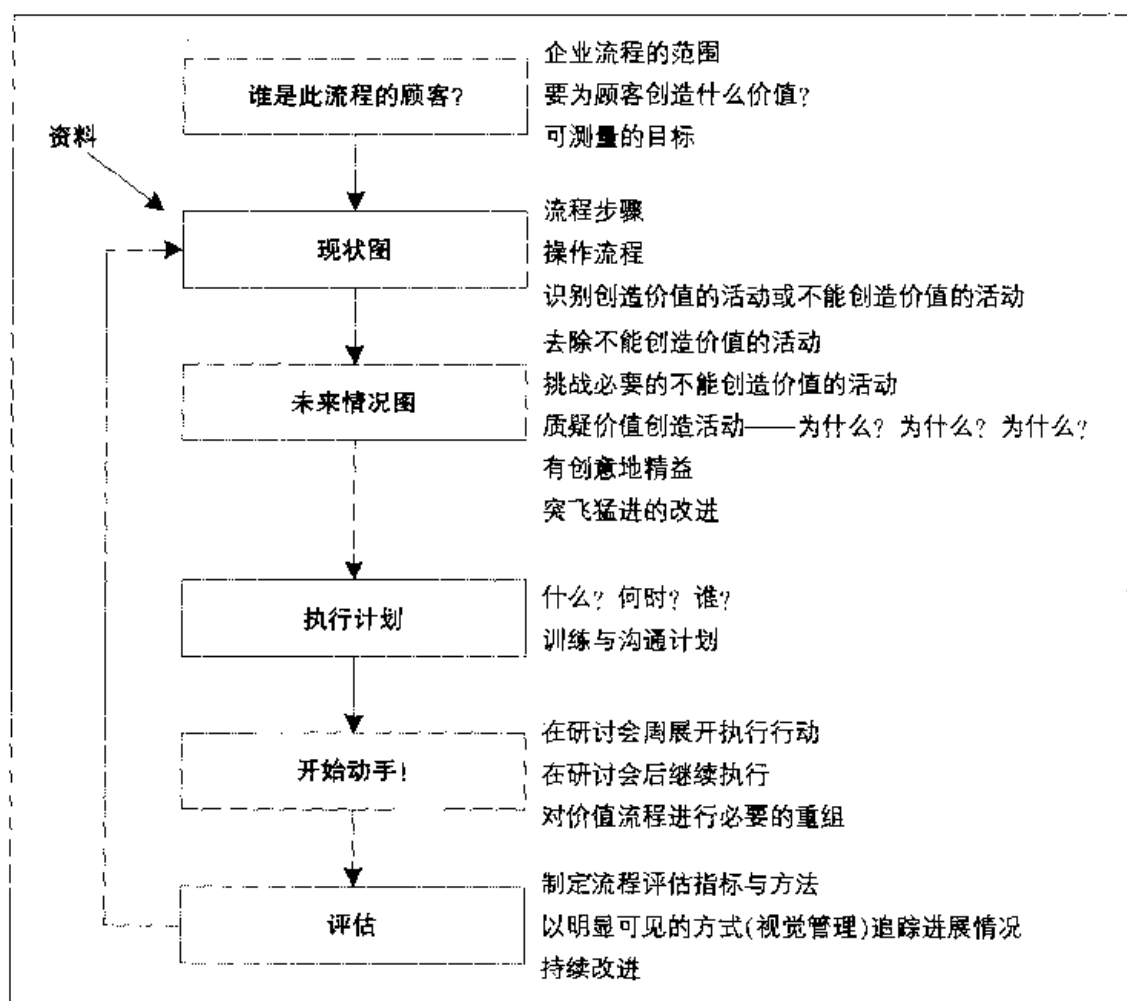 企业流程的范围
谁是此流程的顾客?
要为顾客创造什么价值?
可测量的目标
资料
流程步骤
现状图
操作流程
识别创造价值的活动或不能创造价值的活动
去除不能创造价值的活动
挑战必要的不能创造价值的活动
未来情况图
质疑价值创造活动——为什么?为什么?为什么?
有创意地精益
突飞猛进的改进
什么?何时?谁?
执行计划
训练与沟通计划
在研讨会周展开执行行动
开始动手!
在研讨会后继续执行
对价值流程进行必要的重组
制定流程评估指标与方法
评估
以明显可见的方式(视觉管理)追踪进展情况
持续改进